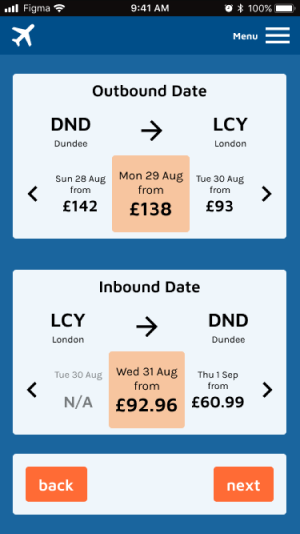 Figma 9:41 AM 100%
Menu
Outbound Date
DND LCY
Dundee London
Sun 28 Aug Mon 29 Aug Tue 30 Aug
from from from
£142 £138 £93
Inbound Date
LCY DND
London Dundee
Tue 30 Aug Wed 31 Aug Thu 1 Sep
from from
N/A £92.96 £60.99
back next